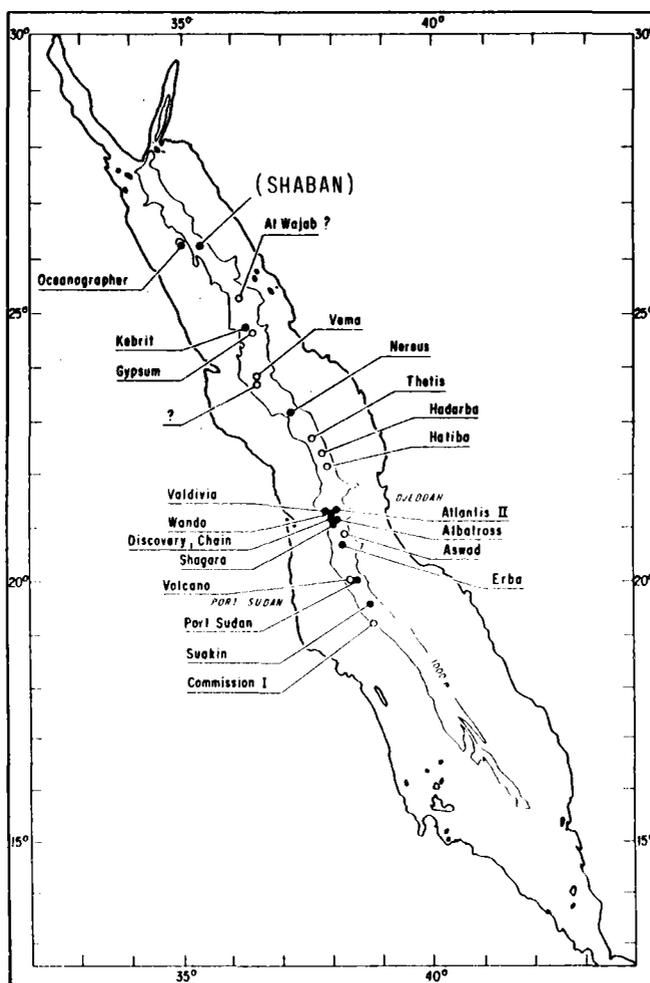 35° 40°
30° 30°
(SHABAN)
At Wajab ?
Oceanographer
25° 25°
Vema
Kebrit
Nereus
Gypsum
Thetis
?
Hadarba
Hatiba
DJEDDAH
Valdivia
Atlantis II
Wando
Albatross
Discovery, Chain
Aswad
Shagara
Erba
20° 20°
Volcano
PORT SUDAN
Port Sudan
Suakin
1000 m
Commission I
15° 15°
35° 40°